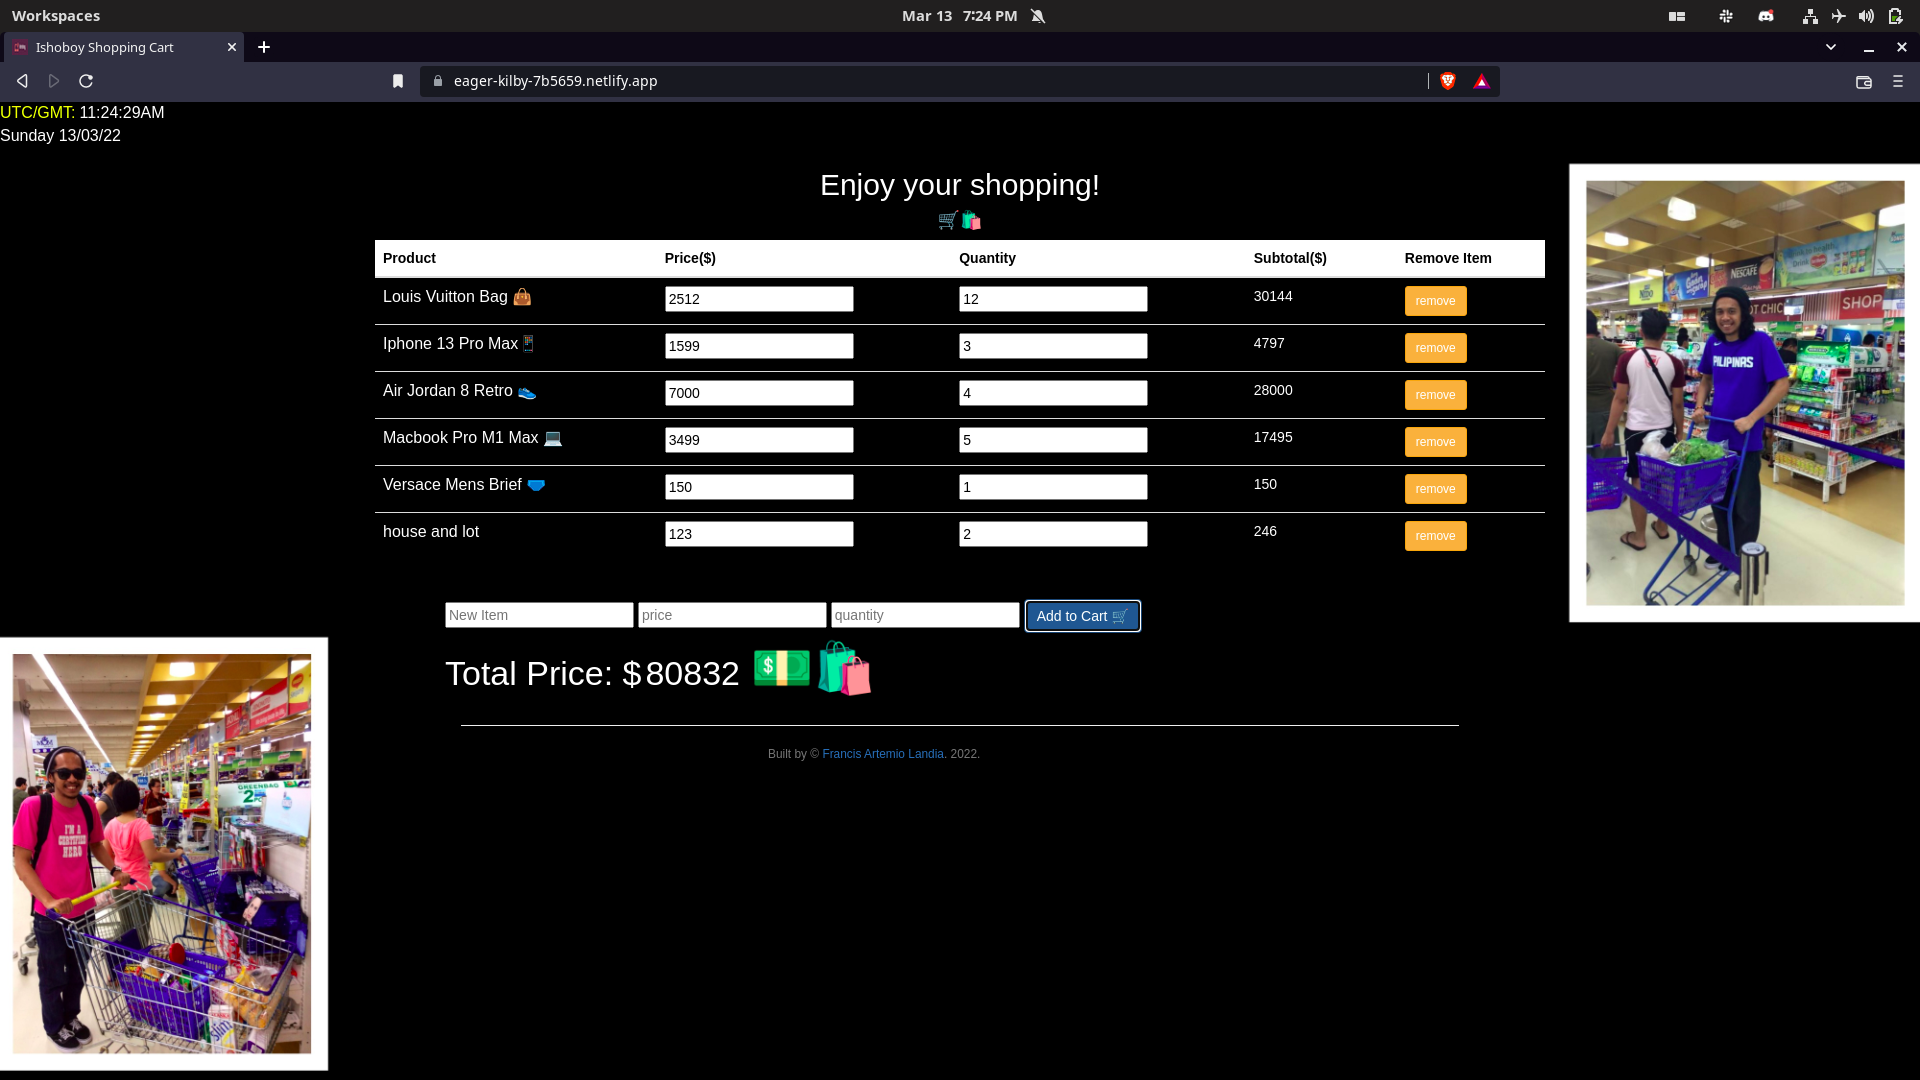 Workspaces
Mar 13 7:24 PM
Ishoboy Shopping Cart
eager-kilby-7b5659.netlify.app
UTC/GMT: 11:24:29AM
Sunday 13/03/22
Enjoy your shopping!
Product Price($) Quantity Subtotal($) Remove Item
Louis Vuitton Bag 👜 2512 12 30144 remove
Iphone 13 Pro Max📱 1599 3 4797 remove
Air Jordan 8 Retro 👟 7000 4 28000 remove
Macbook Pro M1 Max 💻 3499 5 17495 remove
Versace Mens Brief 🩲 150 1 150 remove
house and lot 123 2 246 remove
New Item price quantity Add to Cart 🛒
Total Price: $80832 💵🛍️
Built by © Francis Artemio Landia. 2022.
NESCAFE
SHOP
PILIPINAS
GREENBAG
I'M A
CERTIFIED
HERO
slim